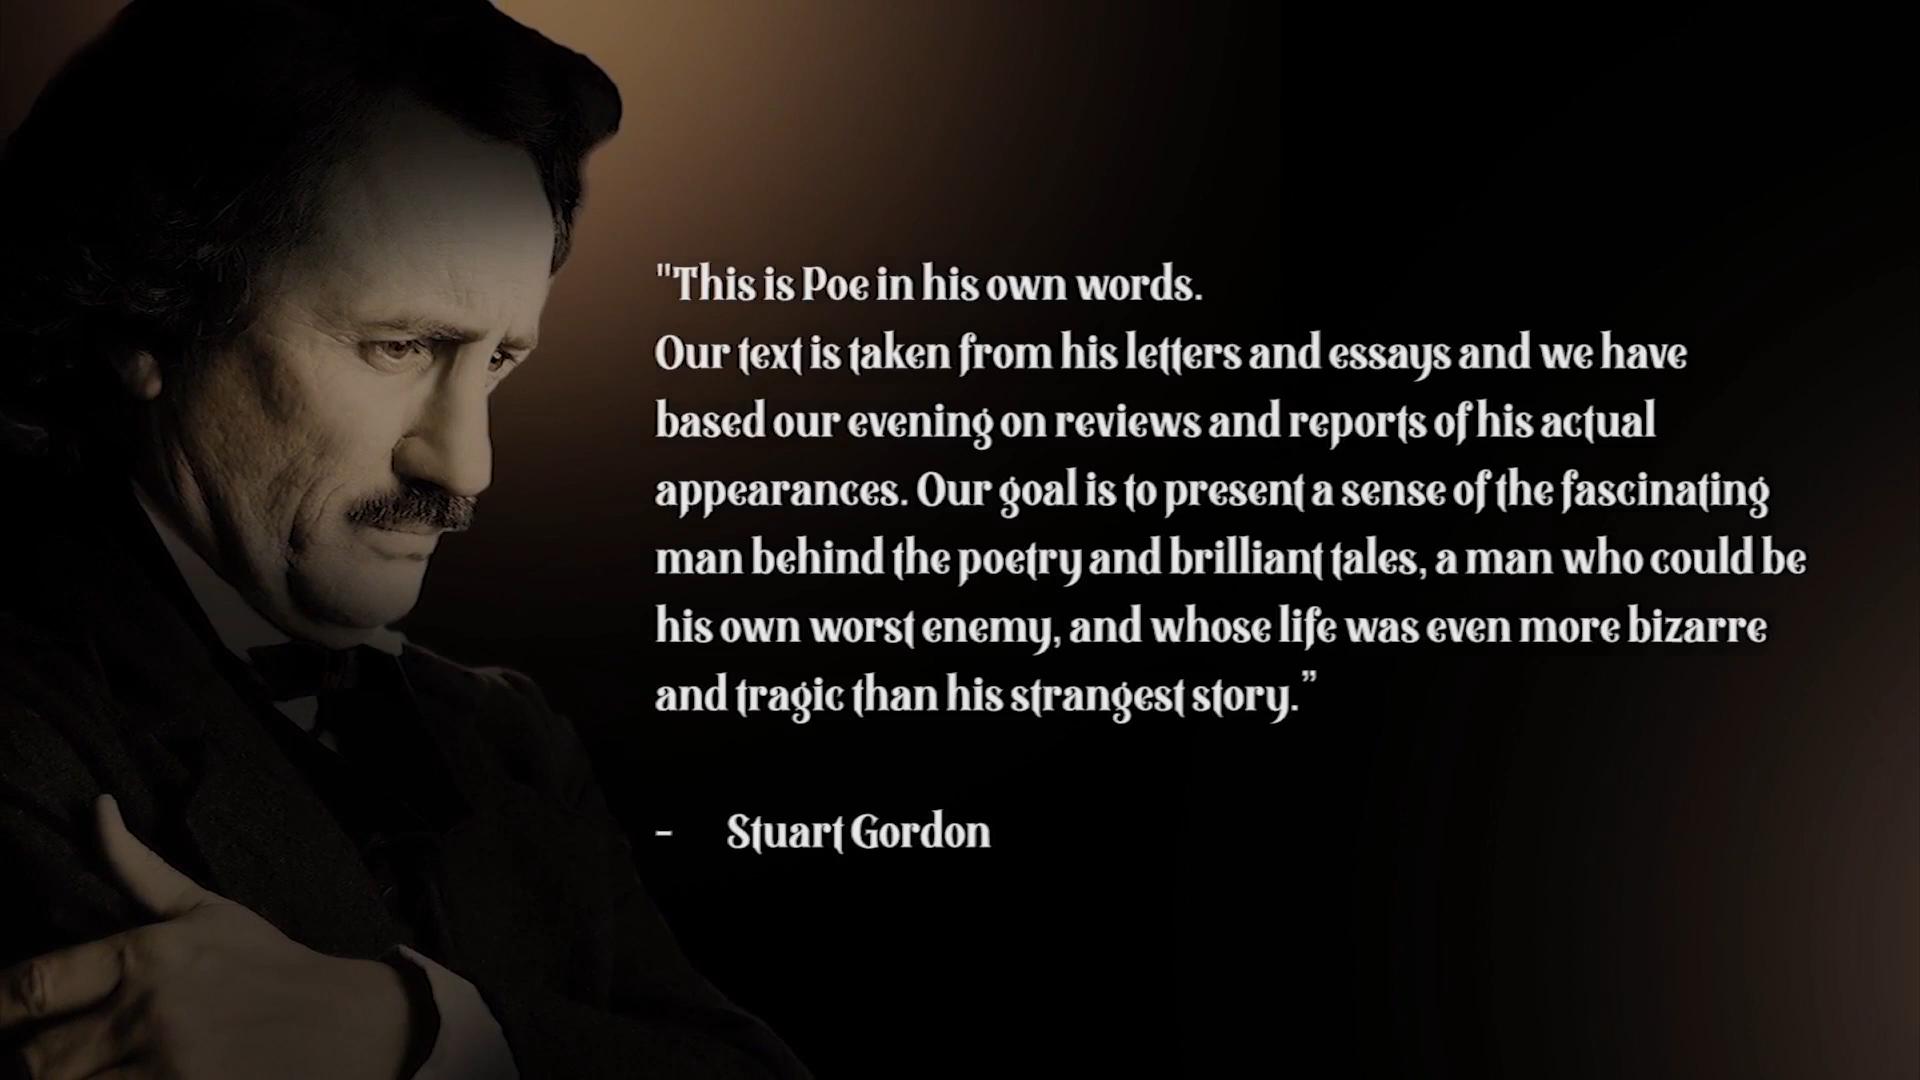 "This is Poe in his own words.
Our text is taken from his letters and essays and we have
based our evening on reviews and reports of his actual
appearances. Our goal is to present a sense of the fascinating
man behind the poetry and brilliant tales, a man who could be
his own worst enemy, and whose life was even more bizarre
and tragic than his strangest story.”
- Stuart Gordon